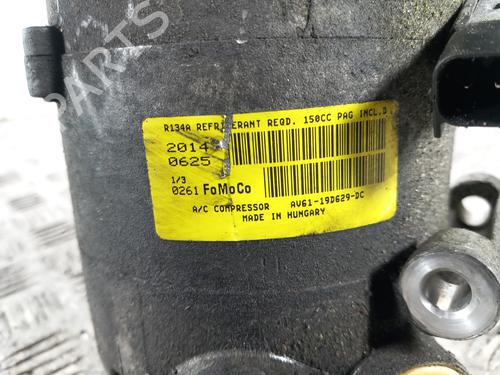 R134A REFRIGERANT REQD. 150CC PAG INCL.D
2014
0625
1/3
0261 FoMoCo
A/C COMPRESSOR AV61-19D629-DC
MADE IN HUNGARY